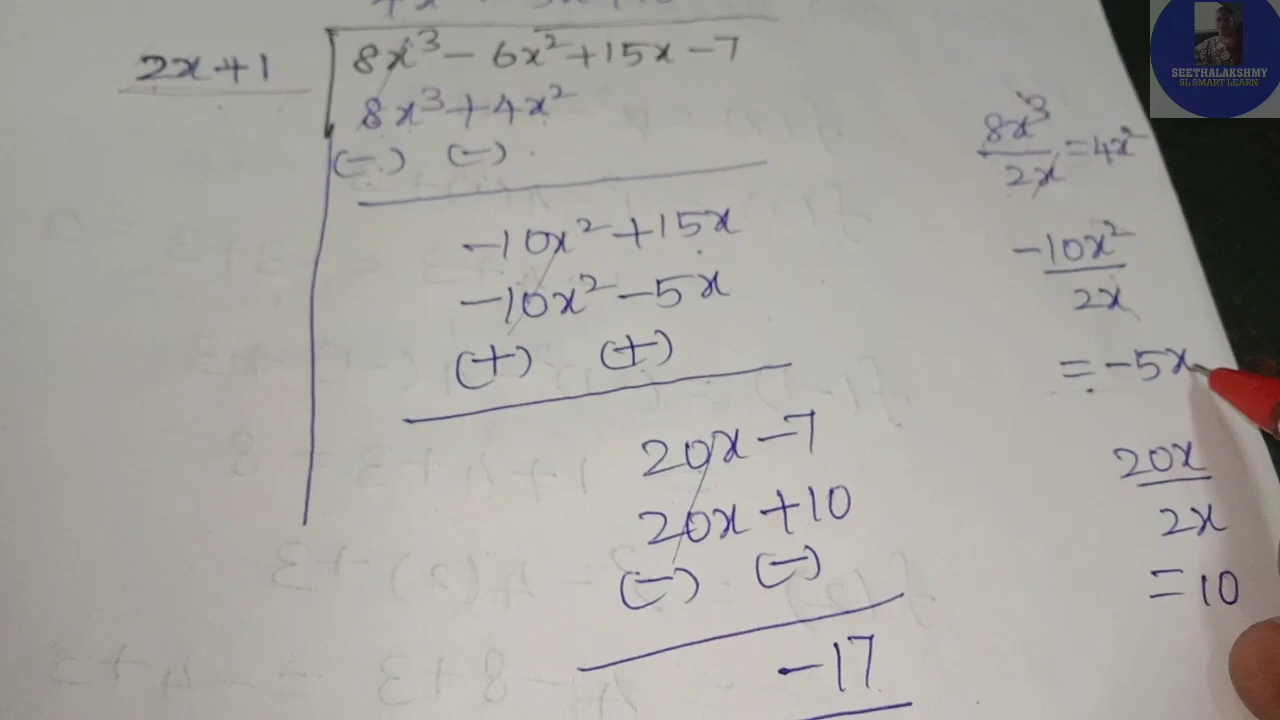 2x+1
8x³ - 6x² + 15x - 7
8x³ + 4x²
(-) (-)
-10x² + 15x
-10x² - 5x
(+) (+)
20x - 7
20x + 10
(-) (-)
-17
8x³/2x = 4x²
-10x²/2x
= -5x
20x/2x
= 10
SEETHALAKSHMY
SL SMART LEARN